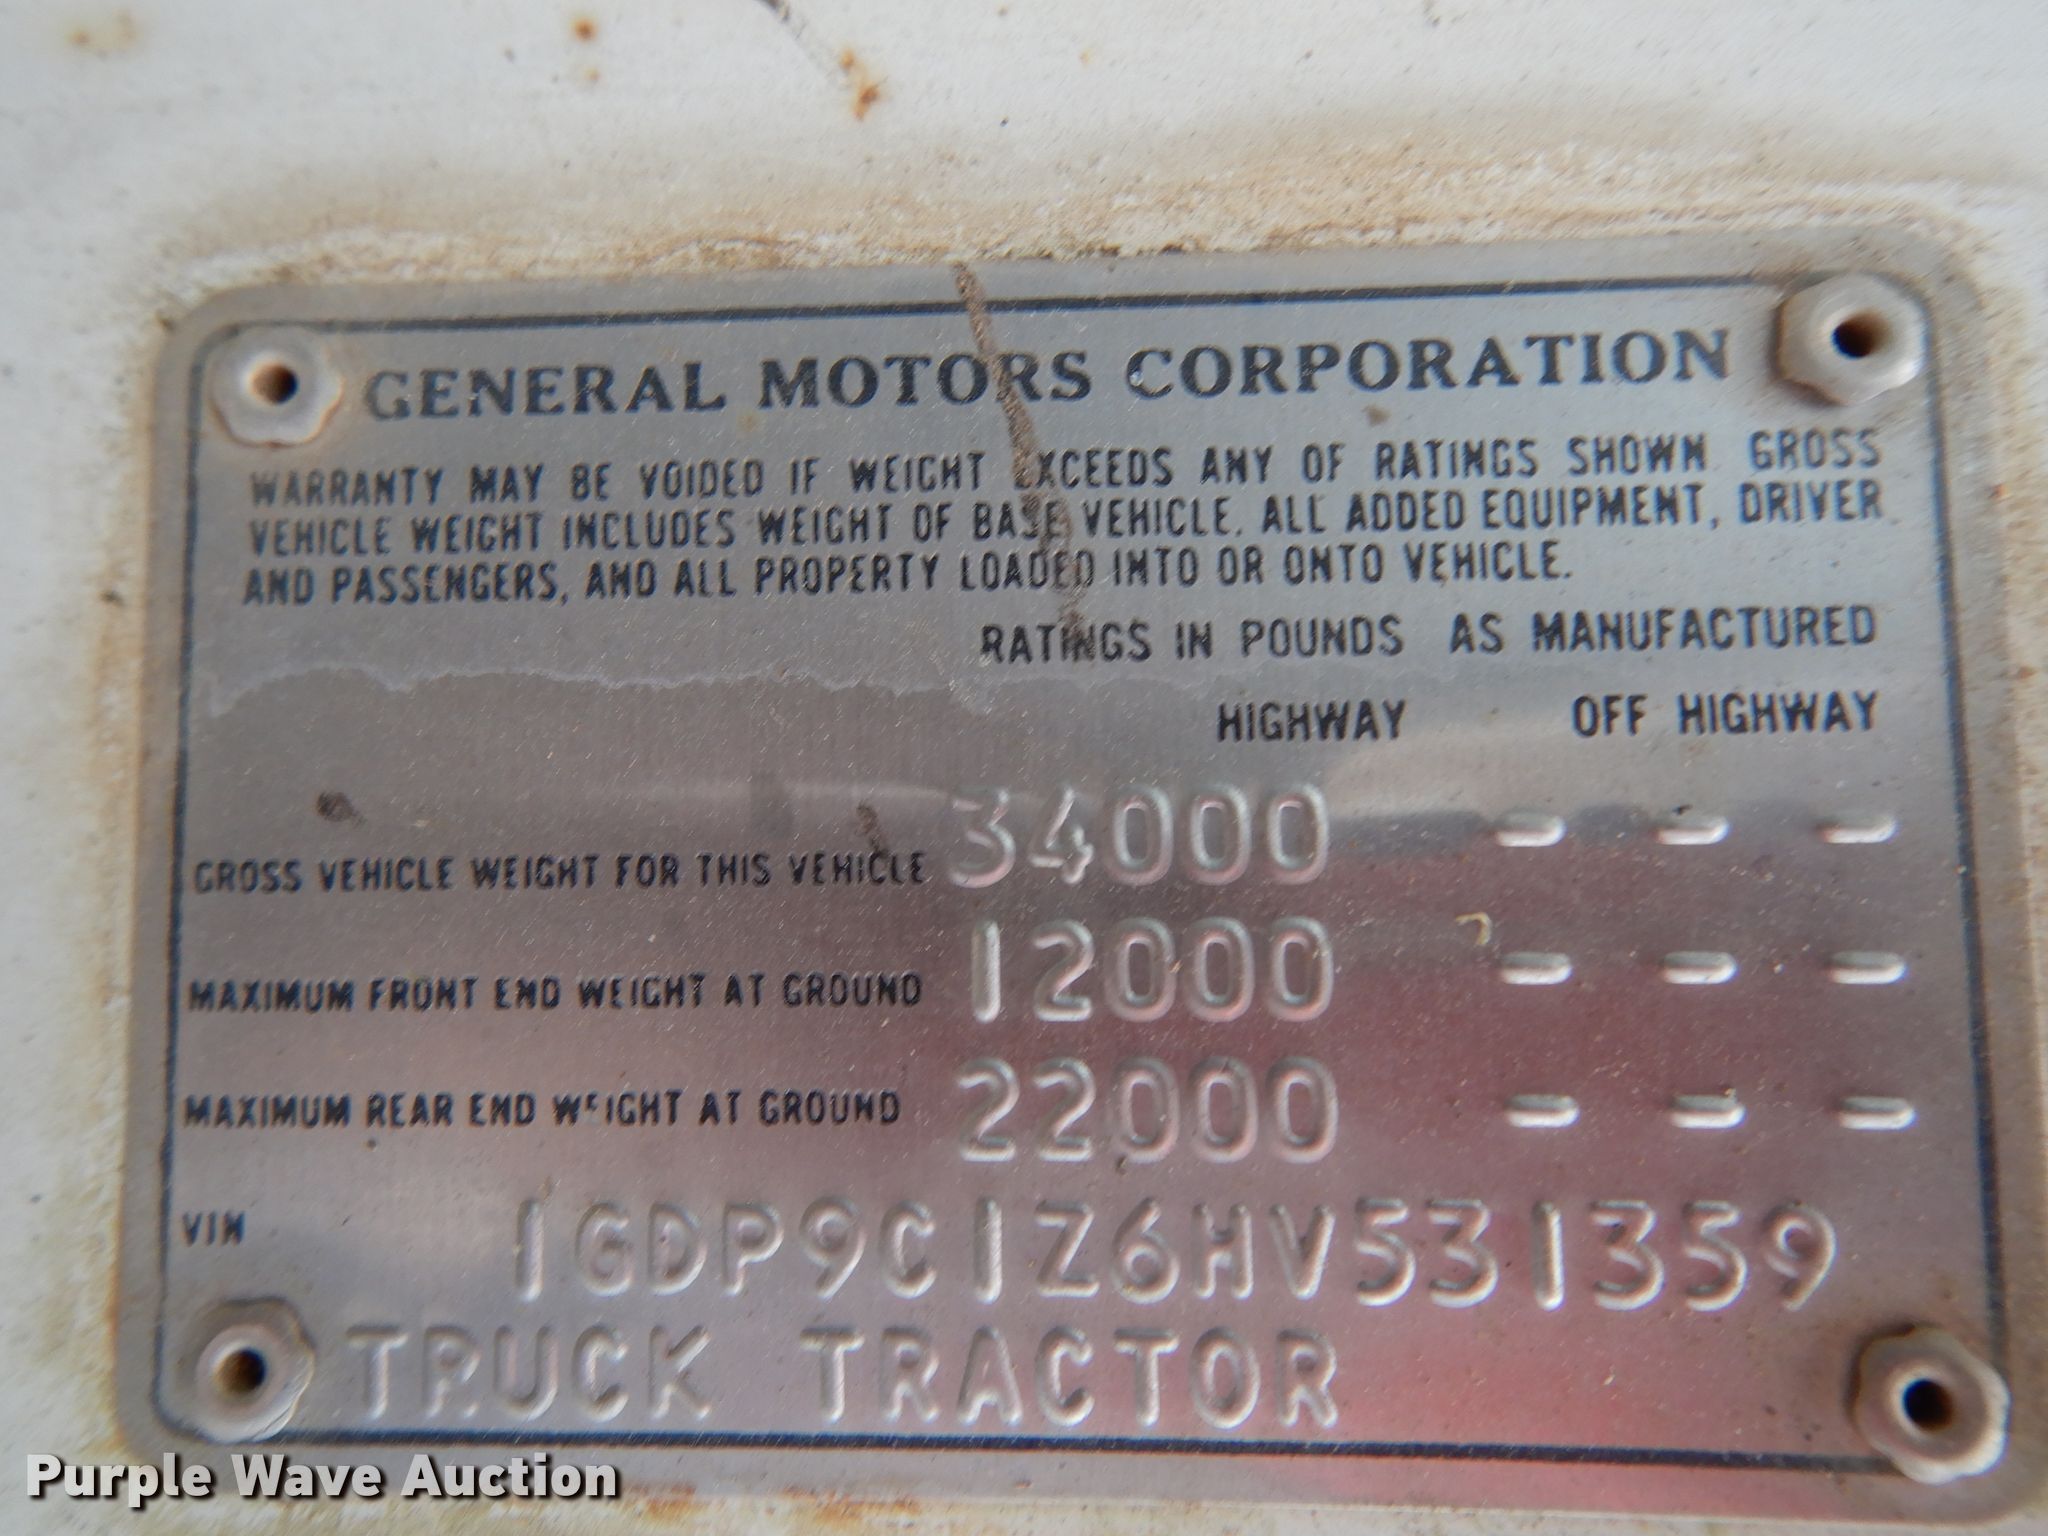 GENERAL MOTORS CORPORATION
WARRANTY MAY BE VOIDED IF WEIGHT EXCEEDS ANY OF RATINGS SHOWN GROSS
VEHICLE WEIGHT INCLUDES WEIGHT OF BASE VEHICLE. ALL ADDED EQUIPMENT, DRIVER
AND PASSENGERS, AND ALL PROPERTY LOADED INTO OR ONTO VEHICLE.
RATINGS IN POUNDS AS MANUFACTURED
HIGHWAY OFF HIGHWAY
GROSS VEHICLE WEIGHT FOR THIS VEHICLE 34000 - - -
MAXIMUM FRONT END WEIGHT AT GROUND 12000 - - -
MAXIMUM REAR END WEIGHT AT GROUND 22000 - - -
VIN 1GDP9C1Z6HV531359
TRUCK TRACTOR
Purple Wave Auction